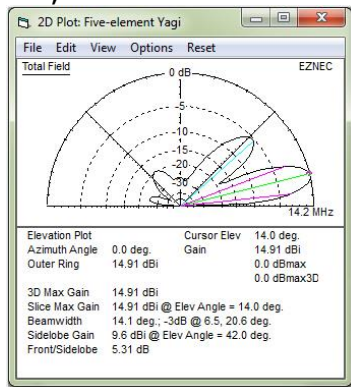 2D Plot: Five-element Yagi
File Edit View Options Reset
Total Field
0 dB
EZNEC
-5
-10
-15
-20
-30
14.2 MHz
Elevation Plot Cursor Elev 14.0 deg.
Azimuth Angle 0.0 deg. Gain 14.91 dBi
Outer Ring 14.91 dBi 0.0 dBmax
0.0 dBmax3D
3D Max Gain 14.91 dBi
Slice Max Gain 14.91 dBi @ Elev Angle = 14.0 deg.
Beamwidth 14.1 deg.; -3dB @ 6.5, 20.6 deg.
Sidelobe Gain 9.6 dBi @ Elev Angle = 42.0 deg.
Front/Sidelobe 5.31 dB